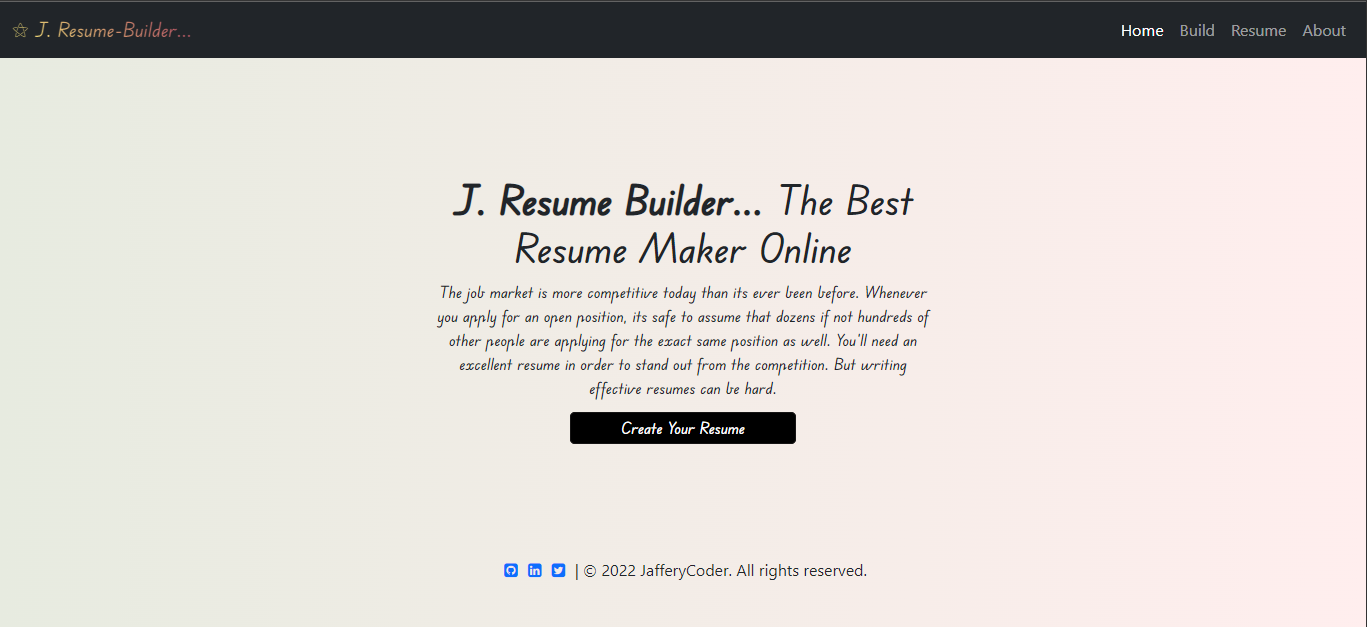 ☆ J. Resume-Builder...
Home Build Resume About
J. Resume Builder... The Best
Resume Maker Online
The job market is more competitive today than its ever been before. Whenever
you apply for an open position, its safe to assume that dozens if not hundreds of
other people are applying for the exact same position as well. You'll need an
excellent resume in order to stand out from the competition. But writing
effective resumes can be hard.
Create Your Resume
| © 2022 JafferyCoder. All rights reserved.